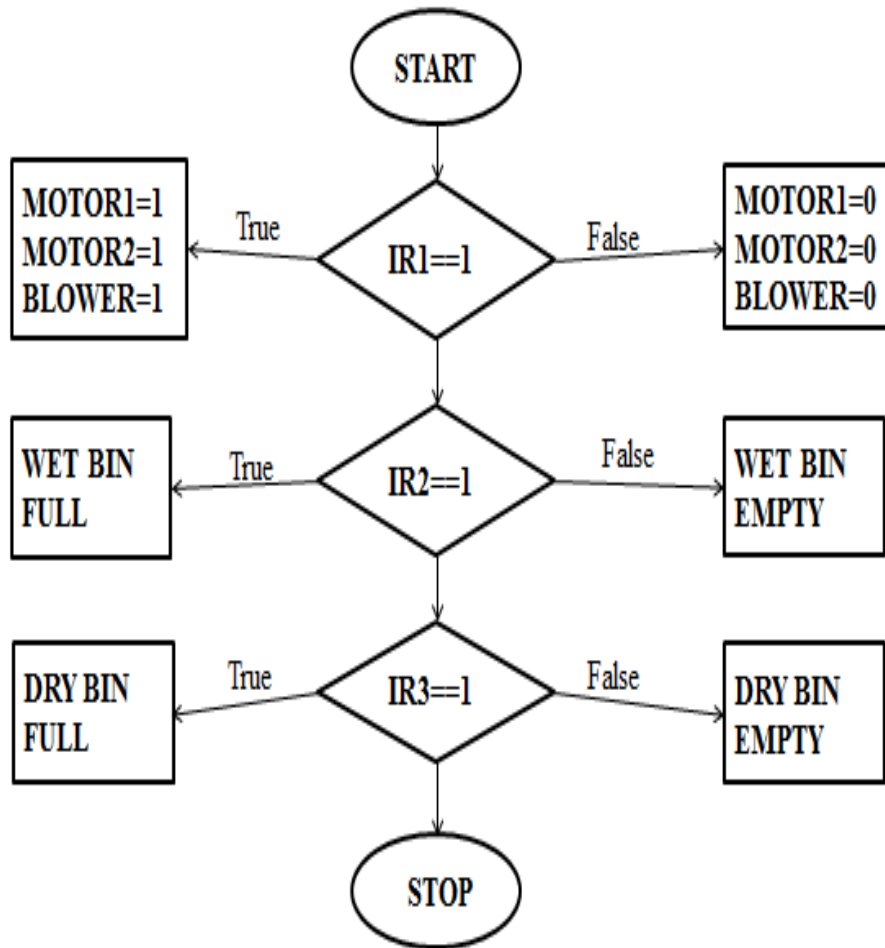 START
MOTOR1=1
MOTOR2=1
BLOWER=1
True
IR1==1
False
MOTOR1=0
MOTOR2=0
BLOWER=0
WET BIN
FULL
True
IR2==1
False
WET BIN
EMPTY
DRY BIN
FULL
True
IR3==1
False
DRY BIN
EMPTY
STOP